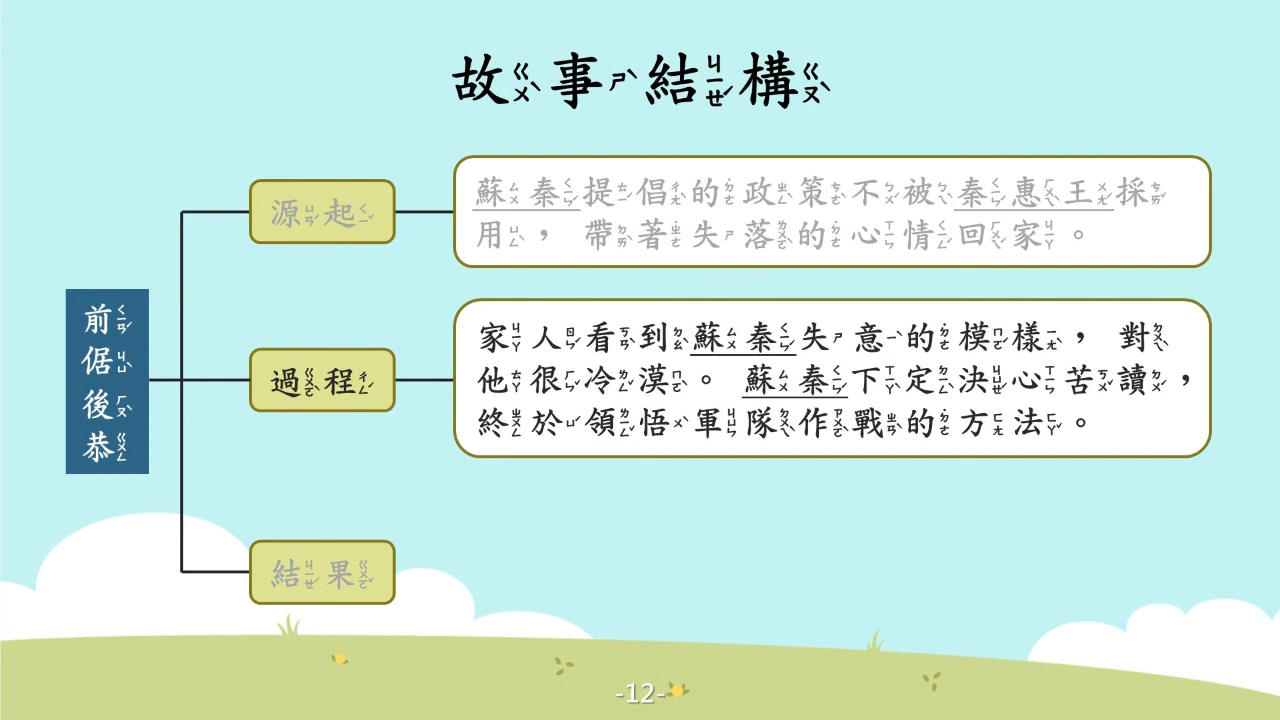 故事結構
源起
蘇秦提倡的政策不被秦惠王採
用，帶著失落的心情回家。
前倨後恭
過程
家人看到蘇秦失意的模樣，對
他很冷漠。蘇秦下定決心苦讀，
終於領悟軍隊作戰的方法。
結果
-12-